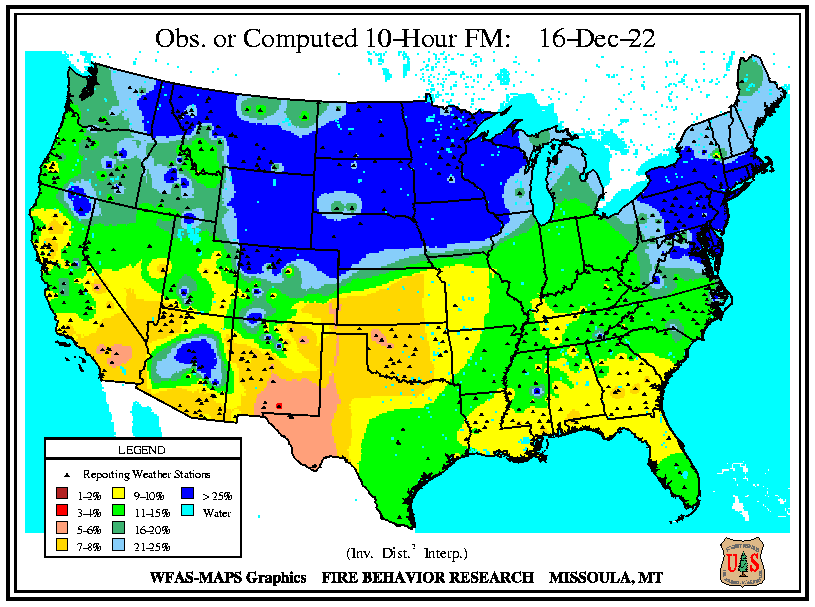 Obs. or Computed 10-Hour FM: 16-Dec-22
LEGEND
Reporting Weather Stations
1-2% 9-10% > 25%
3-4% 11-15% Water
5-6% 16-20%
7-8% 21-25%
(Inv. Dist.² Interp.)
WFAS-MAPS Graphics FIRE BEHAVIOR RESEARCH MISSOULA, MT
U S